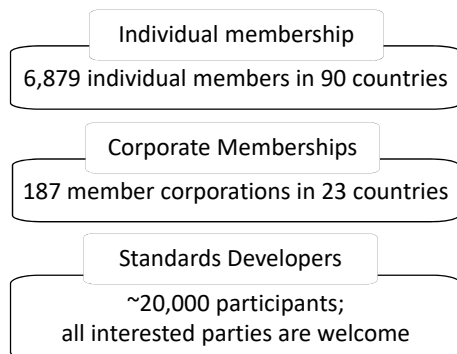 Individual membership
6,879 individual members in 90 countries
Corporate Memberships
187 member corporations in 23 countries
Standards Developers
~20,000 participants;
all interested parties are welcome